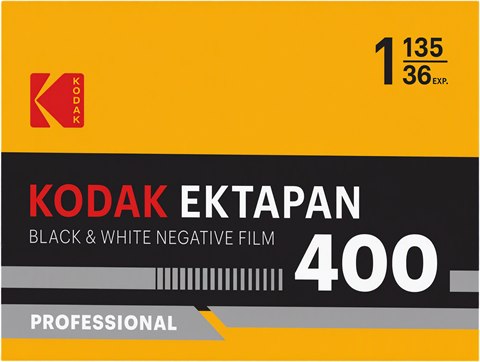 1 135
36 EXP.
KODAK
KODAK EKTAPAN
BLACK & WHITE NEGATIVE FILM
400
PROFESSIONAL